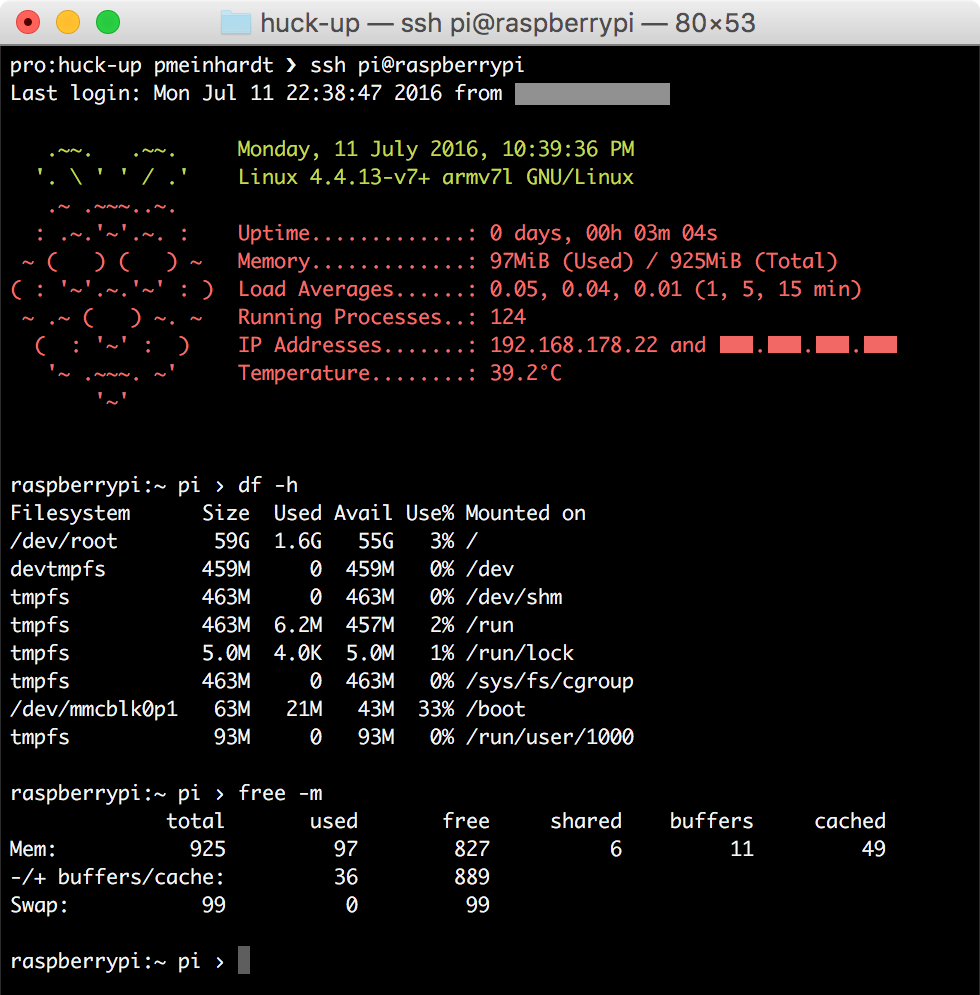 huck-up — ssh pi@raspberrypi — 80×53
pro:huck-up pmeinhardt ❯ ssh pi@raspberrypi
Last login: Mon Jul 11 22:38:47 2016 from
   .~~.   .~~.     Monday, 11 July 2016, 10:39:36 PM
  '. \ ' ' / .'    Linux 4.4.13-v7+ armv7l GNU/Linux
   .~ .~~~..~.
  : .~.'~'.~. :    Uptime.............: 0 days, 00h 03m 04s
 ~ (   ) (   ) ~   Memory.............: 97MiB (Used) / 925MiB (Total)
( : '~'.~.'~' : )  Load Averages......: 0.05, 0.04, 0.01 (1, 5, 15 min)
 ~ .~ (   ) ~. ~   Running Processes..: 124
  (  : '~' :  )    IP Addresses.......: 192.168.178.22 and    .   .   .
   '~ .~~~. ~'     Temperature........: 39.2°C
       '~'
raspberrypi:~ pi › df -h
Filesystem      Size  Used Avail Use% Mounted on
/dev/root        59G  1.6G   55G   3% /
devtmpfs        459M     0  459M   0% /dev
tmpfs           463M     0  463M   0% /dev/shm
tmpfs           463M  6.2M  457M   2% /run
tmpfs           5.0M  4.0K  5.0M   1% /run/lock
tmpfs           463M     0  463M   0% /sys/fs/cgroup
/dev/mmcblk0p1   63M   21M   43M  33% /boot
tmpfs            93M     0   93M   0% /run/user/1000
raspberrypi:~ pi › free -m
             total       used       free     shared    buffers     cached
Mem:           925         97        827          6         11         49
-/+ buffers/cache:         36        889
Swap:           99          0         99
raspberrypi:~ pi ›